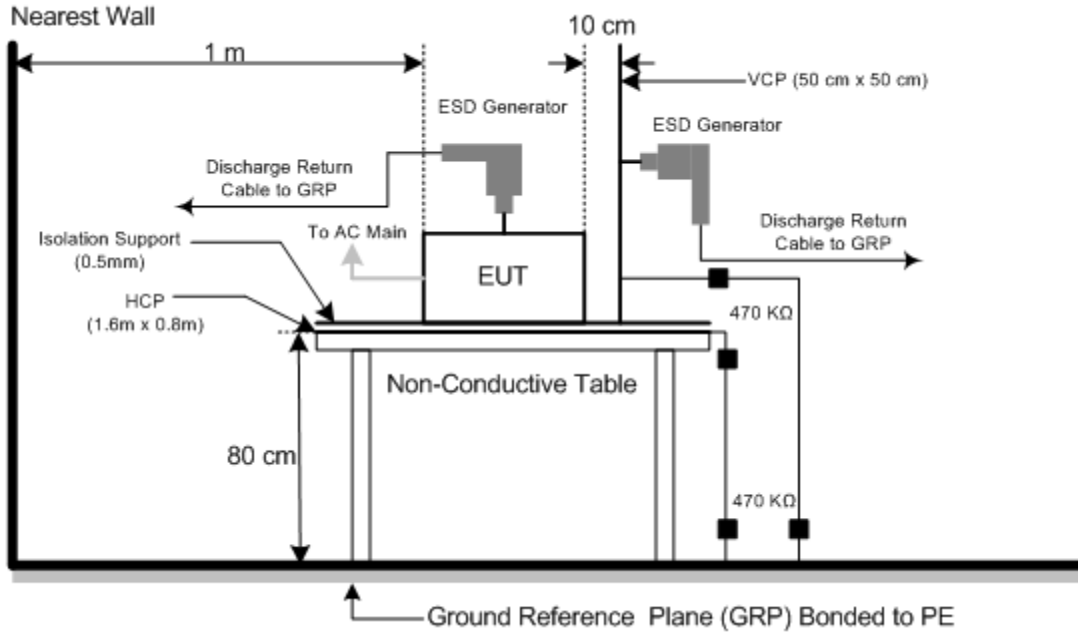 Nearest Wall
10 cm
1 m
VCP (50 cm x 50 cm)
ESD Generator
ESD Generator
Discharge Return
Cable to GRP
Discharge Return
Cable to GRP
To AC Main
Isolation Support
(0.5mm)
EUT
HCP
(1.6m x 0.8m)
470 KΩ
Non-Conductive Table
80 cm
470 KΩ
Ground Reference Plane (GRP) Bonded to PE